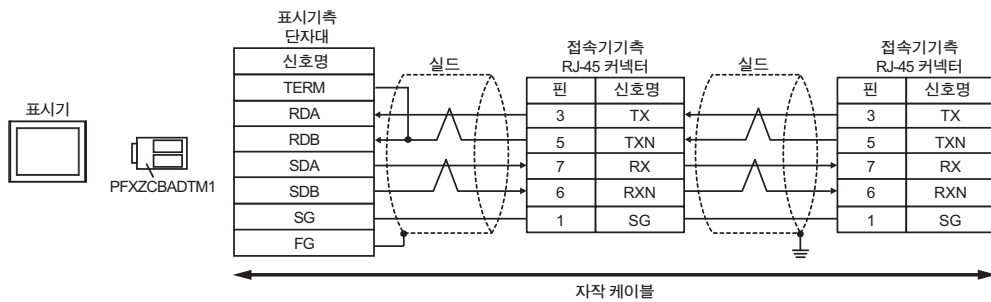 표시기
PFXZCBADTM1
표시기측
단자대
신호명
TERM
RDA
RDB
SDA
SDB
SG
FG
실드
접속기기측
RJ-45 커넥터
핀 신호명
3 TX
5 TXN
7 RX
6 RXN
1 SG
실드
접속기기측
RJ-45 커넥터
핀 신호명
3 TX
5 TXN
7 RX
6 RXN
1 SG
자작 케이블